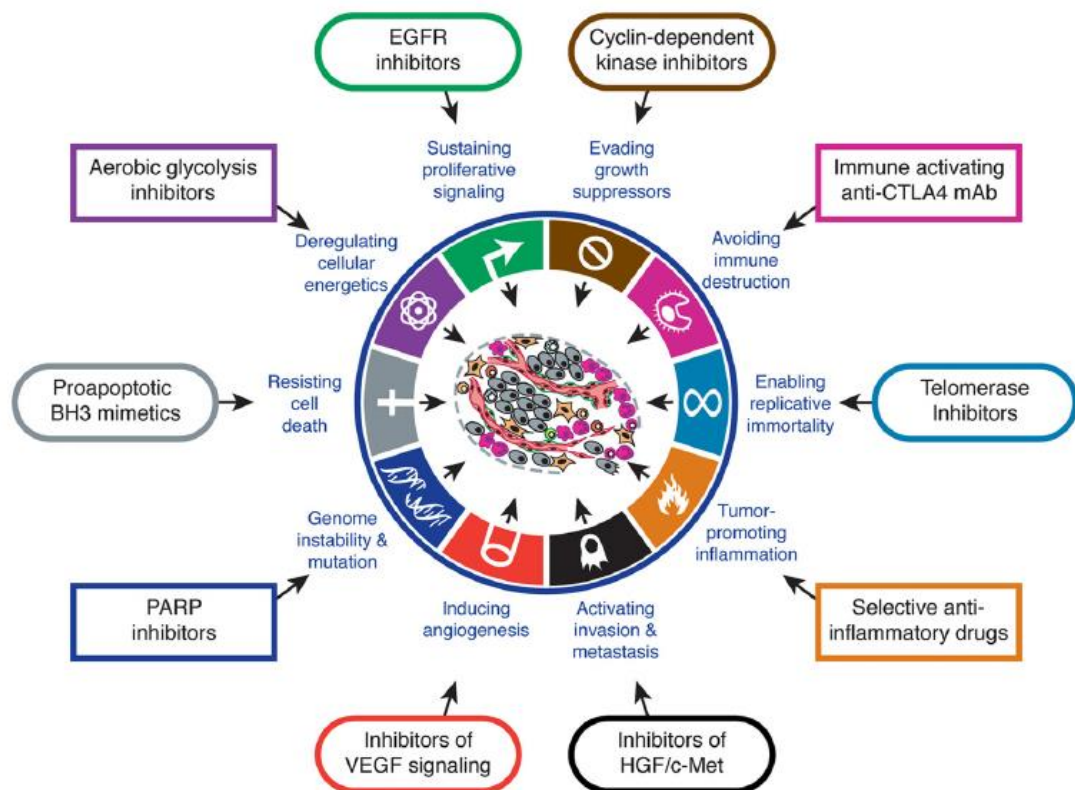 EGFR
inhibitors
Cyclin-dependent
kinase inhibitors
Sustaining
proliferative
signaling
Evading
growth
suppressors
Aerobic glycolysis
inhibitors
Immune activating
anti-CTLA4 mAb
Deregulating
cellular
energetics
Avoiding
immune
destruction
Proapoptotic
BH3 mimetics
Resisting
cell
death
Enabling
replicative
immortality
Telomerase
Inhibitors
Genome
instability &
mutation
Tumor-
promoting
inflammation
PARP
inhibitors
Inducing
angiogenesis
Activating
invasion &
metastasis
Selective anti-
inflammatory drugs
Inhibitors of
VEGF signaling
Inhibitors of
HGF/c-Met